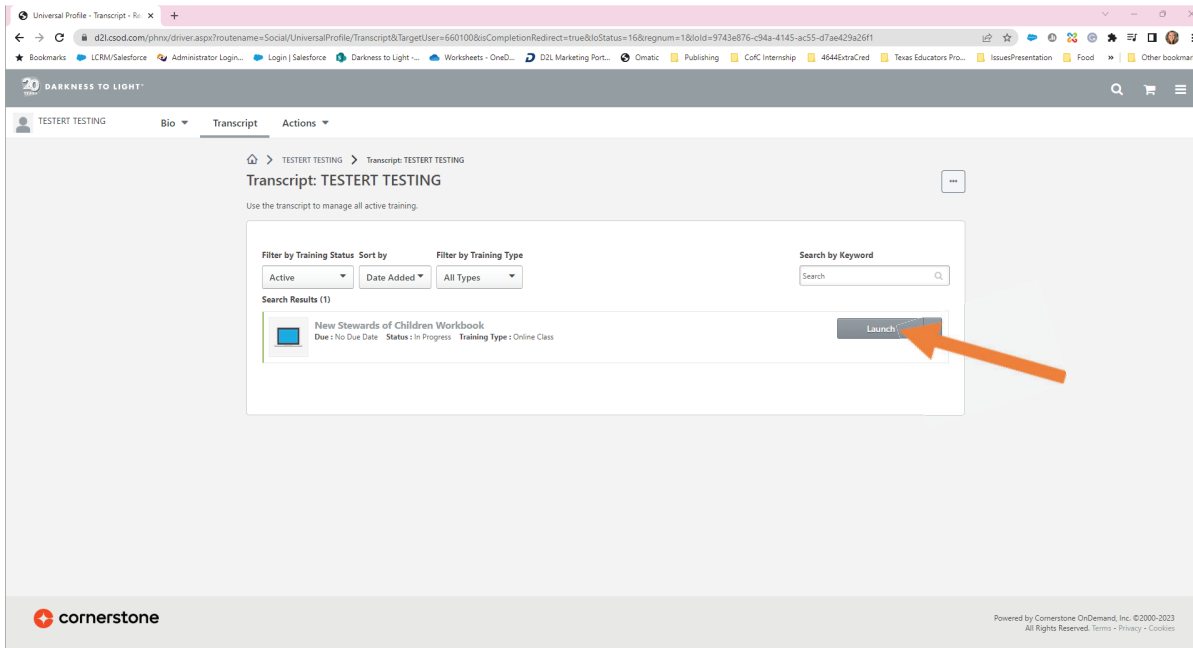 Universal Profile - Transcript - Re
d2l.csod.com/phnx/driver.aspx?routename=Social/UniversalProfile/Transcript&TargetUser=660100&isCompletionRedirect=true&loStatus=16&regnum=1&loId=9743e876-c94a-4145-ac55-d7ae429a26f1
Bookmarks LCRM/Salesforce Administrator Login... Login | Salesforce Darkness to Light -... Worksheets - OneD... D2L Marketing Port... Omatic Publishing CofC Internship 4644ExtraCred Texas Educators Pro... IssuesPresentation Food » Other bookmar
20 DARKNESS TO LIGHT
TESTERT TESTING Bio Transcript Actions
TESTERT TESTING Transcript: TESTERT TESTING
Transcript: TESTERT TESTING
Use the transcript to manage all active training.
Filter by Training Status Sort by Filter by Training Type Search by Keyword
Active Date Added All Types Search
Search Results (1)
New Stewards of Children Workbook
Launch
Due : No Due Date Status : In Progress Training Type : Online Class
cornerstone
Powered by Cornerstone OnDemand, Inc. ©2000-2023
All Rights Reserved. Terms - Privacy - Cookies